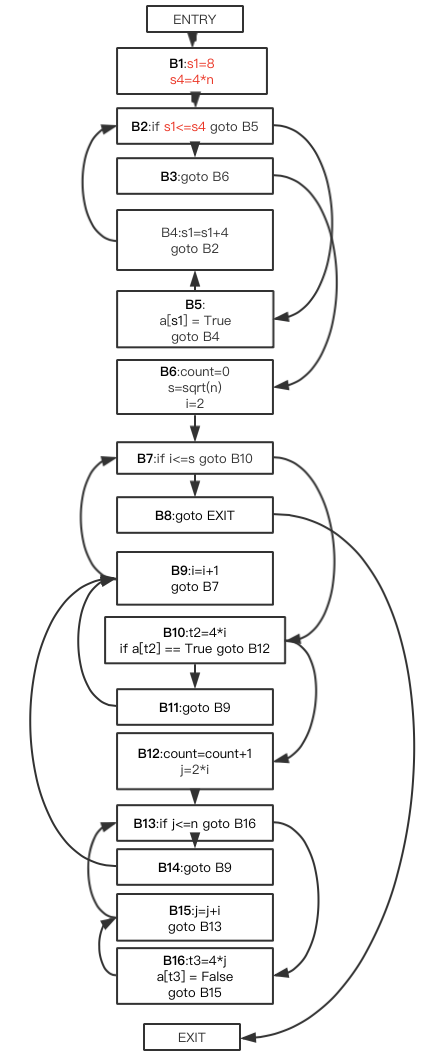 ENTRY
B1:s1=8
s4=4*n
B2:if s1<=s4 goto B5
B3:goto B6
B4:s1=s1+4
goto B2
B5:
a[s1] = True
goto B4
B6:count=0
s=sqrt(n)
i=2
B7:if i<=s goto B10
B8:goto EXIT
B9:i=i+1
goto B7
B10:t2=4*i
if a[t2] == True goto B12
B11:goto B9
B12:count=count+1
j=2*i
B13:if j<=n goto B16
B14:goto B9
B15:j=j+i
goto B13
B16:t3=4*j
a[t3] = False
goto B15
EXIT